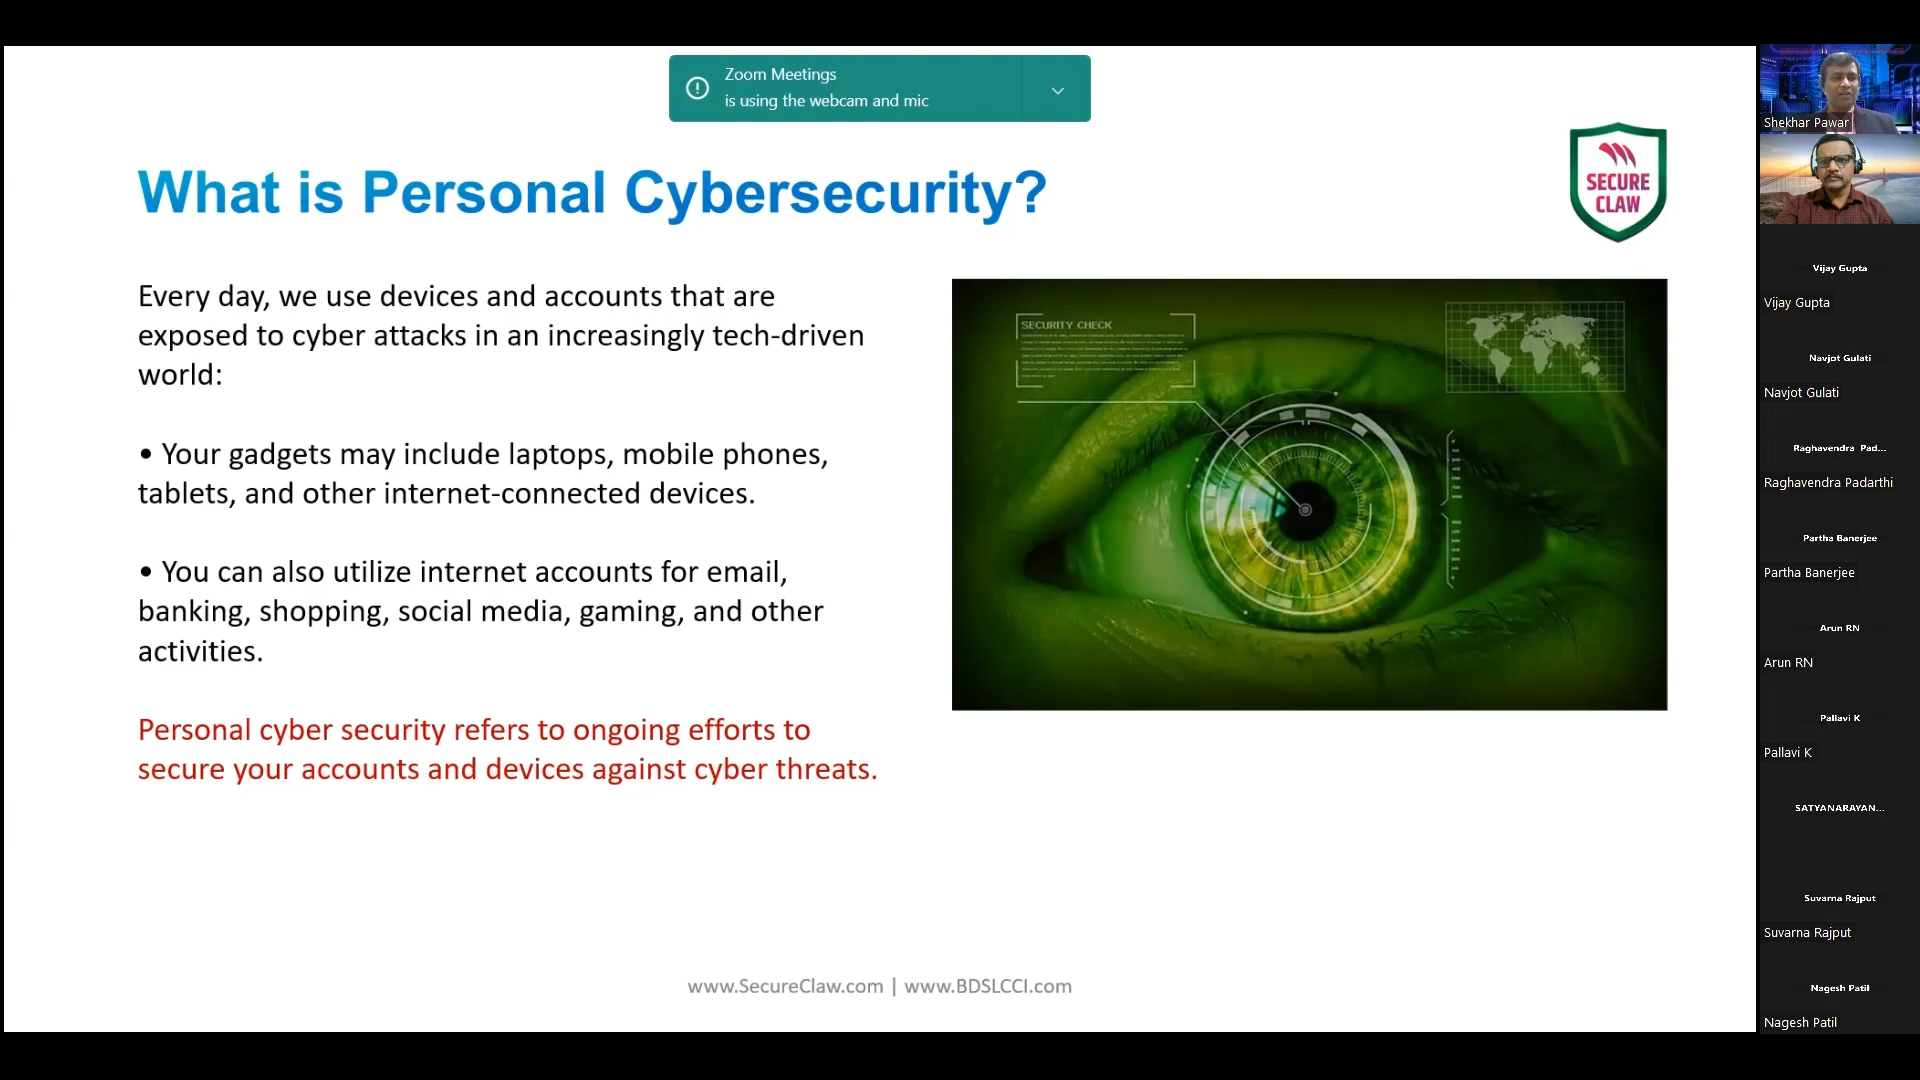 Zoom Meetings
is using the webcam and mic
What is Personal Cybersecurity?
SECURE
CLAW
Every day, we use devices and accounts that are
exposed to cyber attacks in an increasingly tech-driven
world:
• Your gadgets may include laptops, mobile phones,
tablets, and other internet-connected devices.
• You can also utilize internet accounts for email,
banking, shopping, social media, gaming, and other
activities.
Personal cyber security refers to ongoing efforts to
secure your accounts and devices against cyber threats.
SECURITY CHECK
www.SecureClaw.com | www.BDSLCCI.com
Shekhar Pawar
Vijay Gupta
Vijay Gupta
Navjot Gulati
Navjot Gulati
Raghavendra Pad...
Raghavendra Padarthi
Partha Banerjee
Partha Banerjee
Arun RN
Arun RN
Pallavi K
Pallavi K
SATYANARAYAN...
Suvarna Rajput
Suvarna Rajput
Nagesh Patil
Nagesh Patil